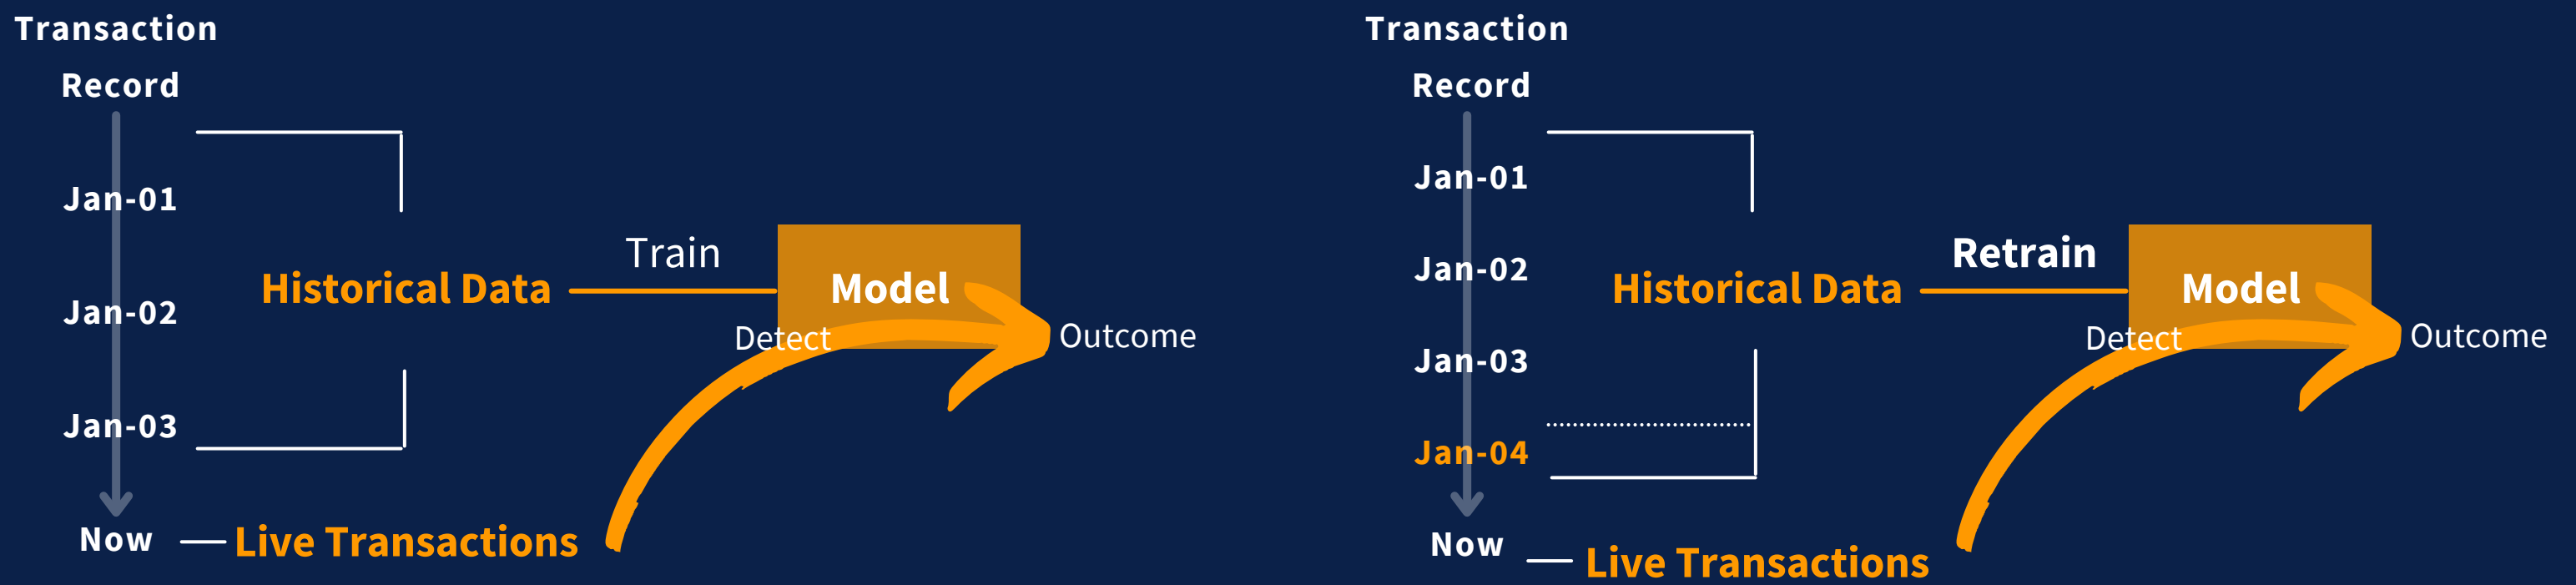 Transaction
Record
Jan-01
Train
Model
Historical Data
Jan-02
Detect
Outcome
Jan-03
Now
Live Transactions
Transaction
Record
Jan-01
Retrain
Jan-02
Model
Historical Data
Detect
Outcome
Jan-03
Jan-04
Now
Live Transactions